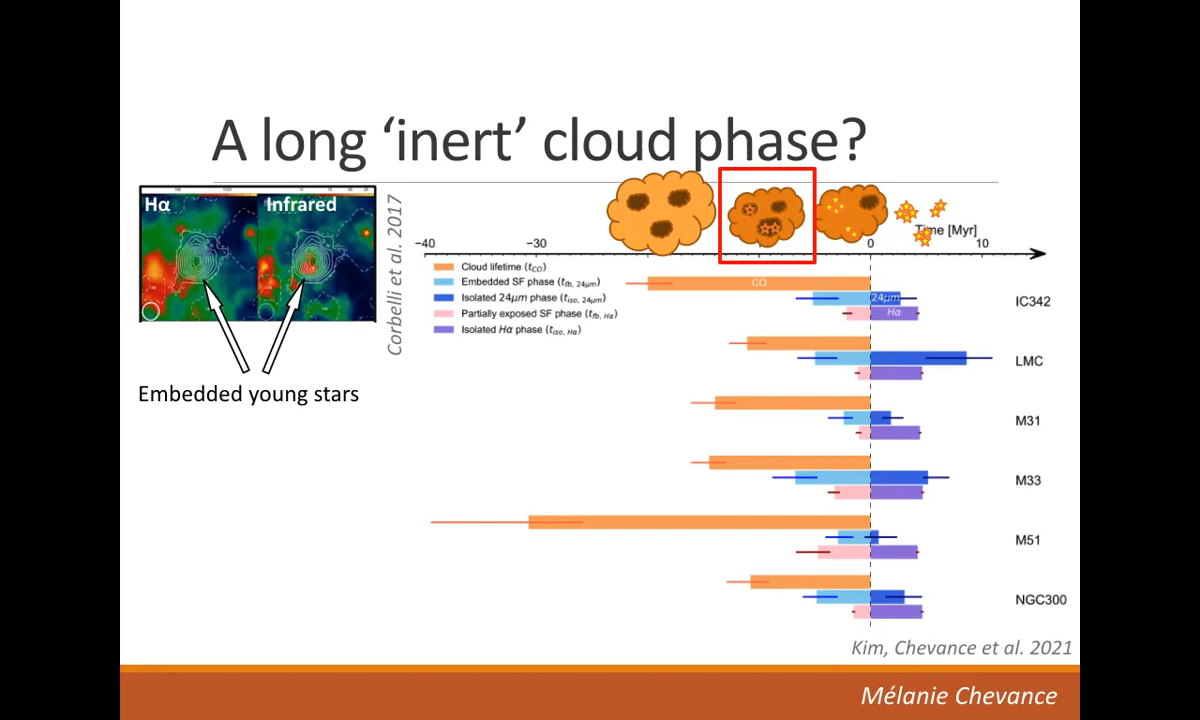 A long ‘inert’ cloud phase?
Hα
Infrared
Corbelli et al. 2017
Embedded young stars
−40
−30
0
10
Time [Myr]
Cloud lifetime (tCO)
Embedded SF phase (tfb, 24μm)
Isolated 24μm phase (tiso, 24μm)
Partially exposed SF phase (tfb, Hα)
Isolated Hα phase (tiso, Hα)
CO
24μm
Hα
IC342
LMC
M31
M33
M51
NGC300
Kim, Chevance et al. 2021
Mélanie Chevance